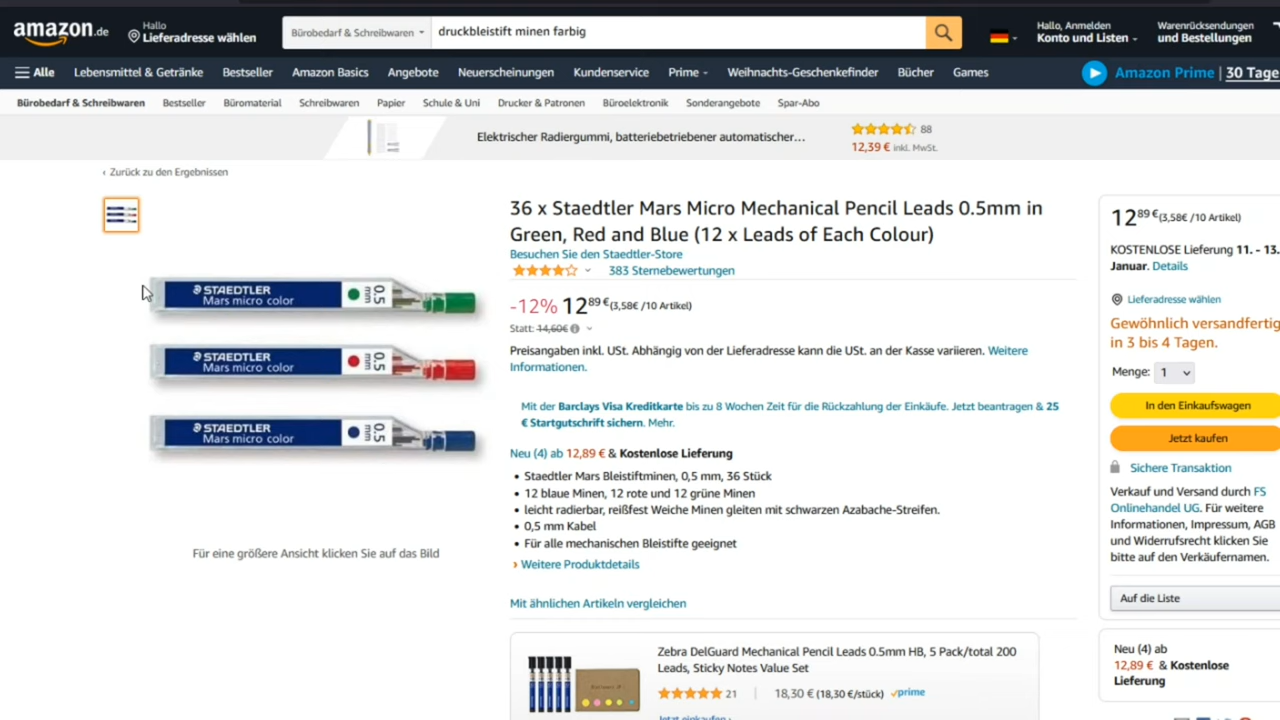 amazon.de
Hallo
Lieferadresse wählen
Bürobedarf & Schreibwaren
druckbleistift minen farbig
Hallo, Anmelden
Konto und Listen
Warenrücksendungen
und Bestellungen
Alle
Lebensmittel & Getränke
Bestseller
Amazon Basics
Angebote
Neuerscheinungen
Kundenservice
Prime
Weihnachts-Geschenkefinder
Bücher
Games
Amazon Prime | 30 Tage
Bürobedarf & Schreibwaren
Bestseller
Büromaterial
Schreibwaren
Papier
Schule & Uni
Drucker & Patronen
Büroelektronik
Sonderangebote
Spar-Abo
Elektrischer Radiergummi, batteriebetriebener automatischer...
88
12,39 € inkl. MwSt.
‹ Zurück zu den Ergebnissen
STAEDTLER
Mars micro color
0.5
mm
STAEDTLER
Mars micro color
0.5
mm
STAEDTLER
Mars micro color
0.5
mm
Für eine größere Ansicht klicken Sie auf das Bild
36 x Staedtler Mars Micro Mechanical Pencil Leads 0.5mm in
Green, Red and Blue (12 x Leads of Each Colour)
Besuchen Sie den Staedtler-Store
383 Sternebewertungen
-12% 12⁸⁹ € (3,58€ /10 Artikel)
Statt: 14,60€
Preisangaben inkl. USt. Abhängig von der Lieferadresse kann die USt. an der Kasse variieren. Weitere
Informationen.
Mit der Barclays Visa Kreditkarte bis zu 8 Wochen Zeit für die Rückzahlung der Einkäufe. Jetzt beantragen & 25
€ Startgutschrift sichern. Mehr.
Neu (4) ab 12,89 € & Kostenlose Lieferung
• Staedtler Mars Bleistiftminen, 0,5 mm, 36 Stück
• 12 blaue Minen, 12 rote und 12 grüne Minen
• leicht radierbar, reißfest Weiche Minen gleiten mit schwarzen Azabache-Streifen.
• 0,5 mm Kabel
• Für alle mechanischen Bleistifte geeignet
› Weitere Produktdetails
Mit ähnlichen Artikeln vergleichen
Zebra DelGuard Mechanical Pencil Leads 0.5mm HB, 5 Pack/total 200
Leads, Sticky Notes Value Set
21
18,30 € (18,30 €/stück) prime
Jetzt einkaufen ›
12⁸⁹ € (3,58€ /10 Artikel)
KOSTENLOSE Lieferung 11. - 13.
Januar. Details
Lieferadresse wählen
Gewöhnlich versandfertig
in 3 bis 4 Tagen.
Menge: 1
In den Einkaufswagen
Jetzt kaufen
Sichere Transaktion
Verkauf und Versand durch FS
Onlinehandel UG. Für weitere
Informationen, Impressum, AGB
und Widerrufsrecht klicken Sie
bitte auf den Verkäufernamen.
Auf die Liste
Neu (4) ab
12,89 € & Kostenlose
Lieferung